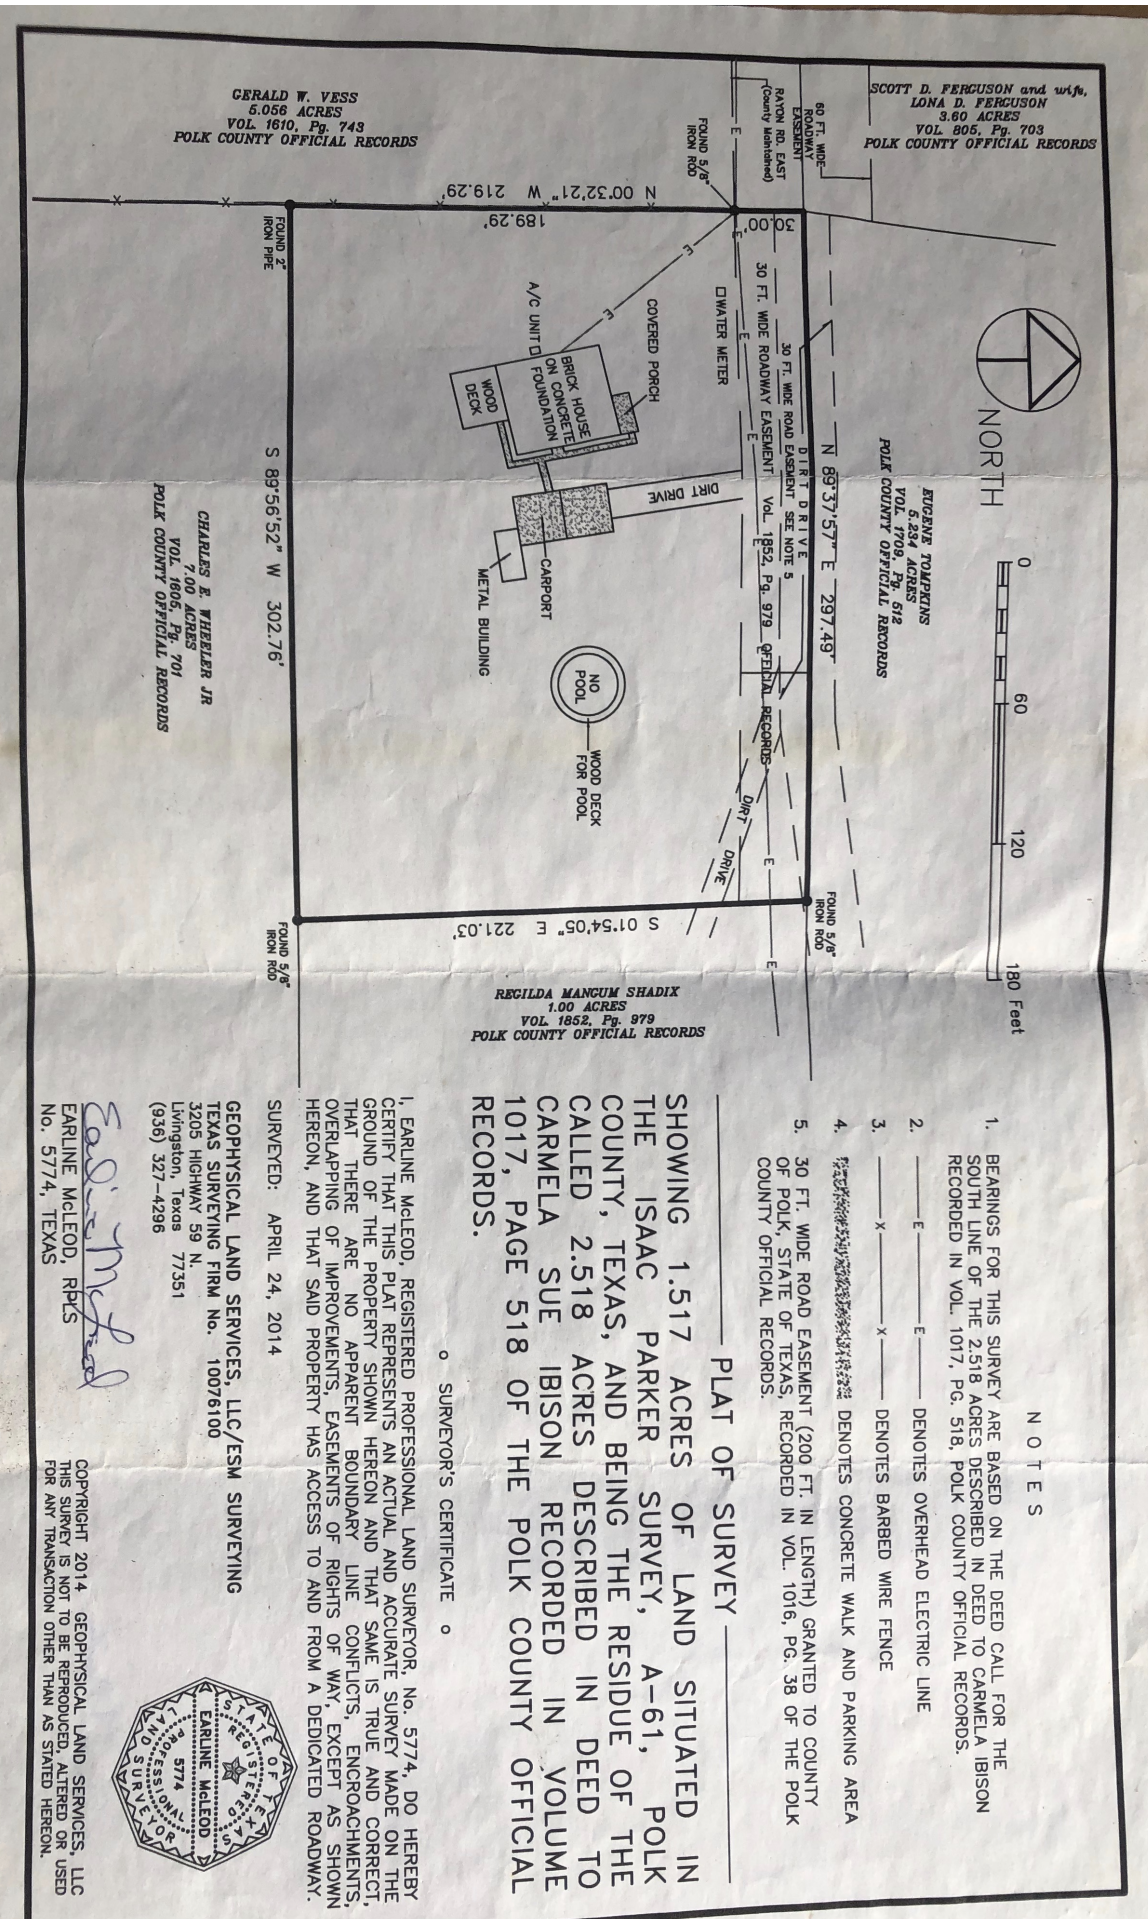 SCOTT D. FERGUSON and wife,
LONA D. FERGUSON
3.60 ACRES
VOL 805, Pg. 703
POLK COUNTY OFFICIAL RECORDS
60 FT. WIDE
ROADWAY
EASEMENT
RAYON RD. EAST
(County Maintained)
FOUND 5/8"
IRON ROD
GERALD W. VESS
5.056 ACRES
VOL 1610, Pg. 743
POLK COUNTY OFFICIAL RECORDS
NORTH
0
60
120
180 Feet
EUGENE TOMPKINS
5.234 ACRES
VOL 1709, Pg. 512
POLK COUNTY OFFICIAL RECORDS
N 89°37'57" E 297.49'
DIRT DRIVE
30 FT. WIDE ROAD EASEMENT SEE NOTE 5
30 FT. WIDE ROADWAY EASEMENT Vol. 1852, Pg. 979 OFFICIAL RECORDS
30.00'
FOUND 5/8"
IRON ROD
WATER METER
DIRT DRIVE
DIRT DRIVE
N 00°32'21" W 219.29'
189.29'
COVERED PORCH
A/C UNIT
BRICK HOUSE
ON CONCRETE
FOUNDATION
WOOD
DECK
CARPORT
METAL BUILDING
NO
POOL
WOOD DECK
FOR POOL
S 01°54'05" E 221.03'
FOUND 2"
IRON PIPE
FOUND 5/8"
IRON ROD
S 89°56'52" W 302.76'
CHARLES E. WHEELER JR
7.00 ACRES
VOL 1805, Pg. 701
POLK COUNTY OFFICIAL RECORDS
REGILDA MANGUM SHADIX
1.00 ACRES
VOL 1852, Pg. 979
POLK COUNTY OFFICIAL RECORDS
NOTES
1. BEARINGS FOR THIS SURVEY ARE BASED ON THE DEED CALL FOR THE
SOUTH LINE OF THE 2.518 ACRES DESCRIBED IN DEED TO CARMELA IBISON
RECORDED IN VOL. 1017, PG. 518, POLK COUNTY OFFICIAL RECORDS.
2. E E DENOTES OVERHEAD ELECTRIC LINE
3. X X DENOTES BARBED WIRE FENCE
4. DENOTES CONCRETE WALK AND PARKING AREA
5. 30 FT. WIDE ROAD EASEMENT (200 FT. IN LENGTH) GRANTED TO COUNTY
OF POLK, STATE OF TEXAS, RECORDED IN VOL. 1016, PG. 38 OF THE POLK
COUNTY OFFICIAL RECORDS.
PLAT OF SURVEY
SHOWING 1.517 ACRES OF LAND SITUATED IN
THE ISAAC PARKER SURVEY, A-61, POLK
COUNTY, TEXAS, AND BEING THE RESIDUE OF THE
CALLED 2.518 ACRES DESCRIBED IN DEED TO
CARMELA SUE IBISON RECORDED IN VOLUME
1017, PAGE 518 OF THE POLK COUNTY OFFICIAL
RECORDS.
o SURVEYOR'S CERTIFICATE o
I, EARLINE McLEOD, REGISTERED PROFESSIONAL LAND SURVEYOR, No. 5774, DO HEREBY
CERTIFY THAT THIS PLAT REPRESENTS AN ACTUAL AND ACCURATE SURVEY MADE ON THE
GROUND OF THE PROPERTY SHOWN HEREON AND THAT SAME IS TRUE AND CORRECT,
THAT THERE ARE NO APPARENT BOUNDARY LINE CONFLICTS, ENCROACHMENTS,
OVERLAPPING OF IMPROVEMENTS, EASEMENTS OF RIGHTS OF WAY, EXCEPT AS SHOWN
HEREON, AND THAT SAID PROPERTY HAS ACCESS TO AND FROM A DEDICATED ROADWAY.
SURVEYED: APRIL 24, 2014
GEOPHYSICAL LAND SERVICES, LLC/ESM SURVEYING
TEXAS SURVEYING FIRM No. 10076100
3205 HIGHWAY 59 N.
Livingston, Texas 77351
(936) 327-4296
Earline McLeod
EARLINE McLEOD, RPLS
No. 5774, TEXAS
STATE OF TEXAS
REGISTERED
EARLINE McLEOD
5774
PROFESSIONAL
LAND SURVEYOR
COPYRIGHT 2014 GEOPHYSICAL LAND SERVICES, LLC
THIS SURVEY IS NOT TO BE REPRODUCED, ALTERED OR USED
FOR ANY TRANSACTION OTHER THAN AS STATED HEREON.